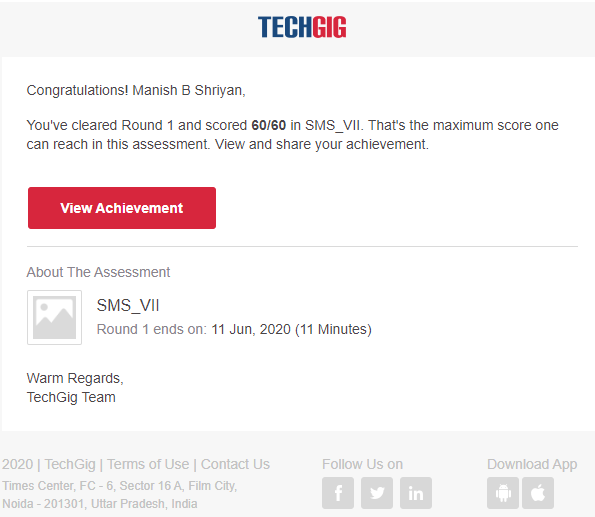 TECHGIG
Congratulations! Manish B Shriyan,
You've cleared Round 1 and scored 60/60 in SMS_VII. That's the maximum score one
can reach in this assessment. View and share your achievement.
View Achievement
About The Assessment
SMS_VII
Round 1 ends on: 11 Jun, 2020 (11 Minutes)
Warm Regards,
TechGig Team
2020 | TechGig | Terms of Use | Contact Us
Times Center, FC - 6, Sector 16 A, Film City,
Noida - 201301, Uttar Pradesh, India
Follow Us on
f
in
Download App